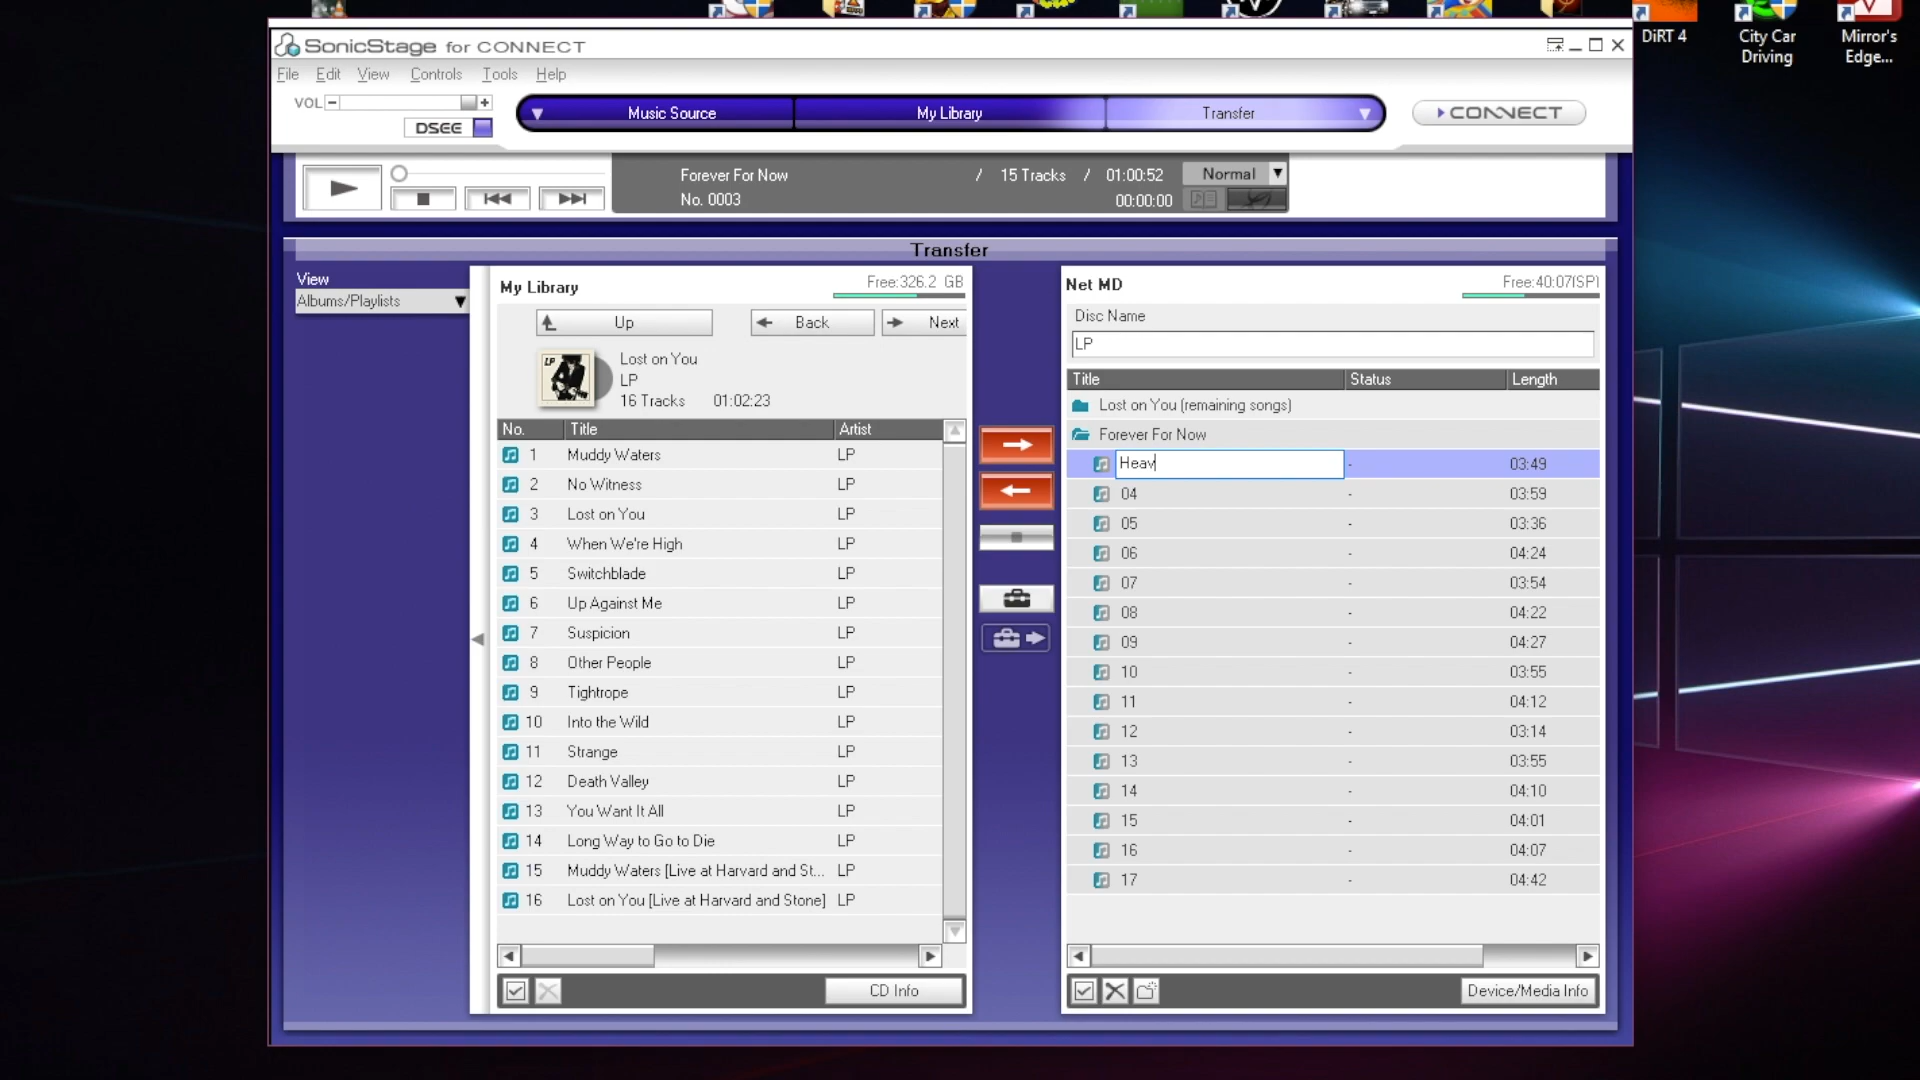 DiRT 4
City Car
Driving
Mirror's
Edge...
SonicStage for CONNECT
File Edit View Controls Tools Help
VOL - +
DSEE
Music Source My Library Transfer
CONNECT
Forever For Now / 15 Tracks / 01:00:52 Normal
No. 0003 00:00:00
Transfer
View
Albums/Playlists
My Library Free:326.2 GB
Up Back Next
LP
Lost on You
LP
16 Tracks 01:02:23
No. Title Artist
1 Muddy Waters LP
2 No Witness LP
3 Lost on You LP
4 When We're High LP
5 Switchblade LP
6 Up Against Me LP
7 Suspicion LP
8 Other People LP
9 Tightrope LP
10 Into the Wild LP
11 Strange LP
12 Death Valley LP
13 You Want It All LP
14 Long Way to Go to Die LP
15 Muddy Waters [Live at Harvard and St... LP
16 Lost on You [Live at Harvard and Stone] LP
CD Info
Net MD Free:40:07(SP)
Disc Name
LP
Title Status Length
Lost on You (remaining songs)
Forever For Now
Heav - 03:49
04 - 03:59
05 - 03:36
06 - 04:24
07 - 03:54
08 - 04:22
09 - 04:27
10 - 03:55
11 - 04:12
12 - 03:14
13 - 03:55
14 - 04:10
15 - 04:01
16 - 04:07
17 - 04:42
Device/Media Info